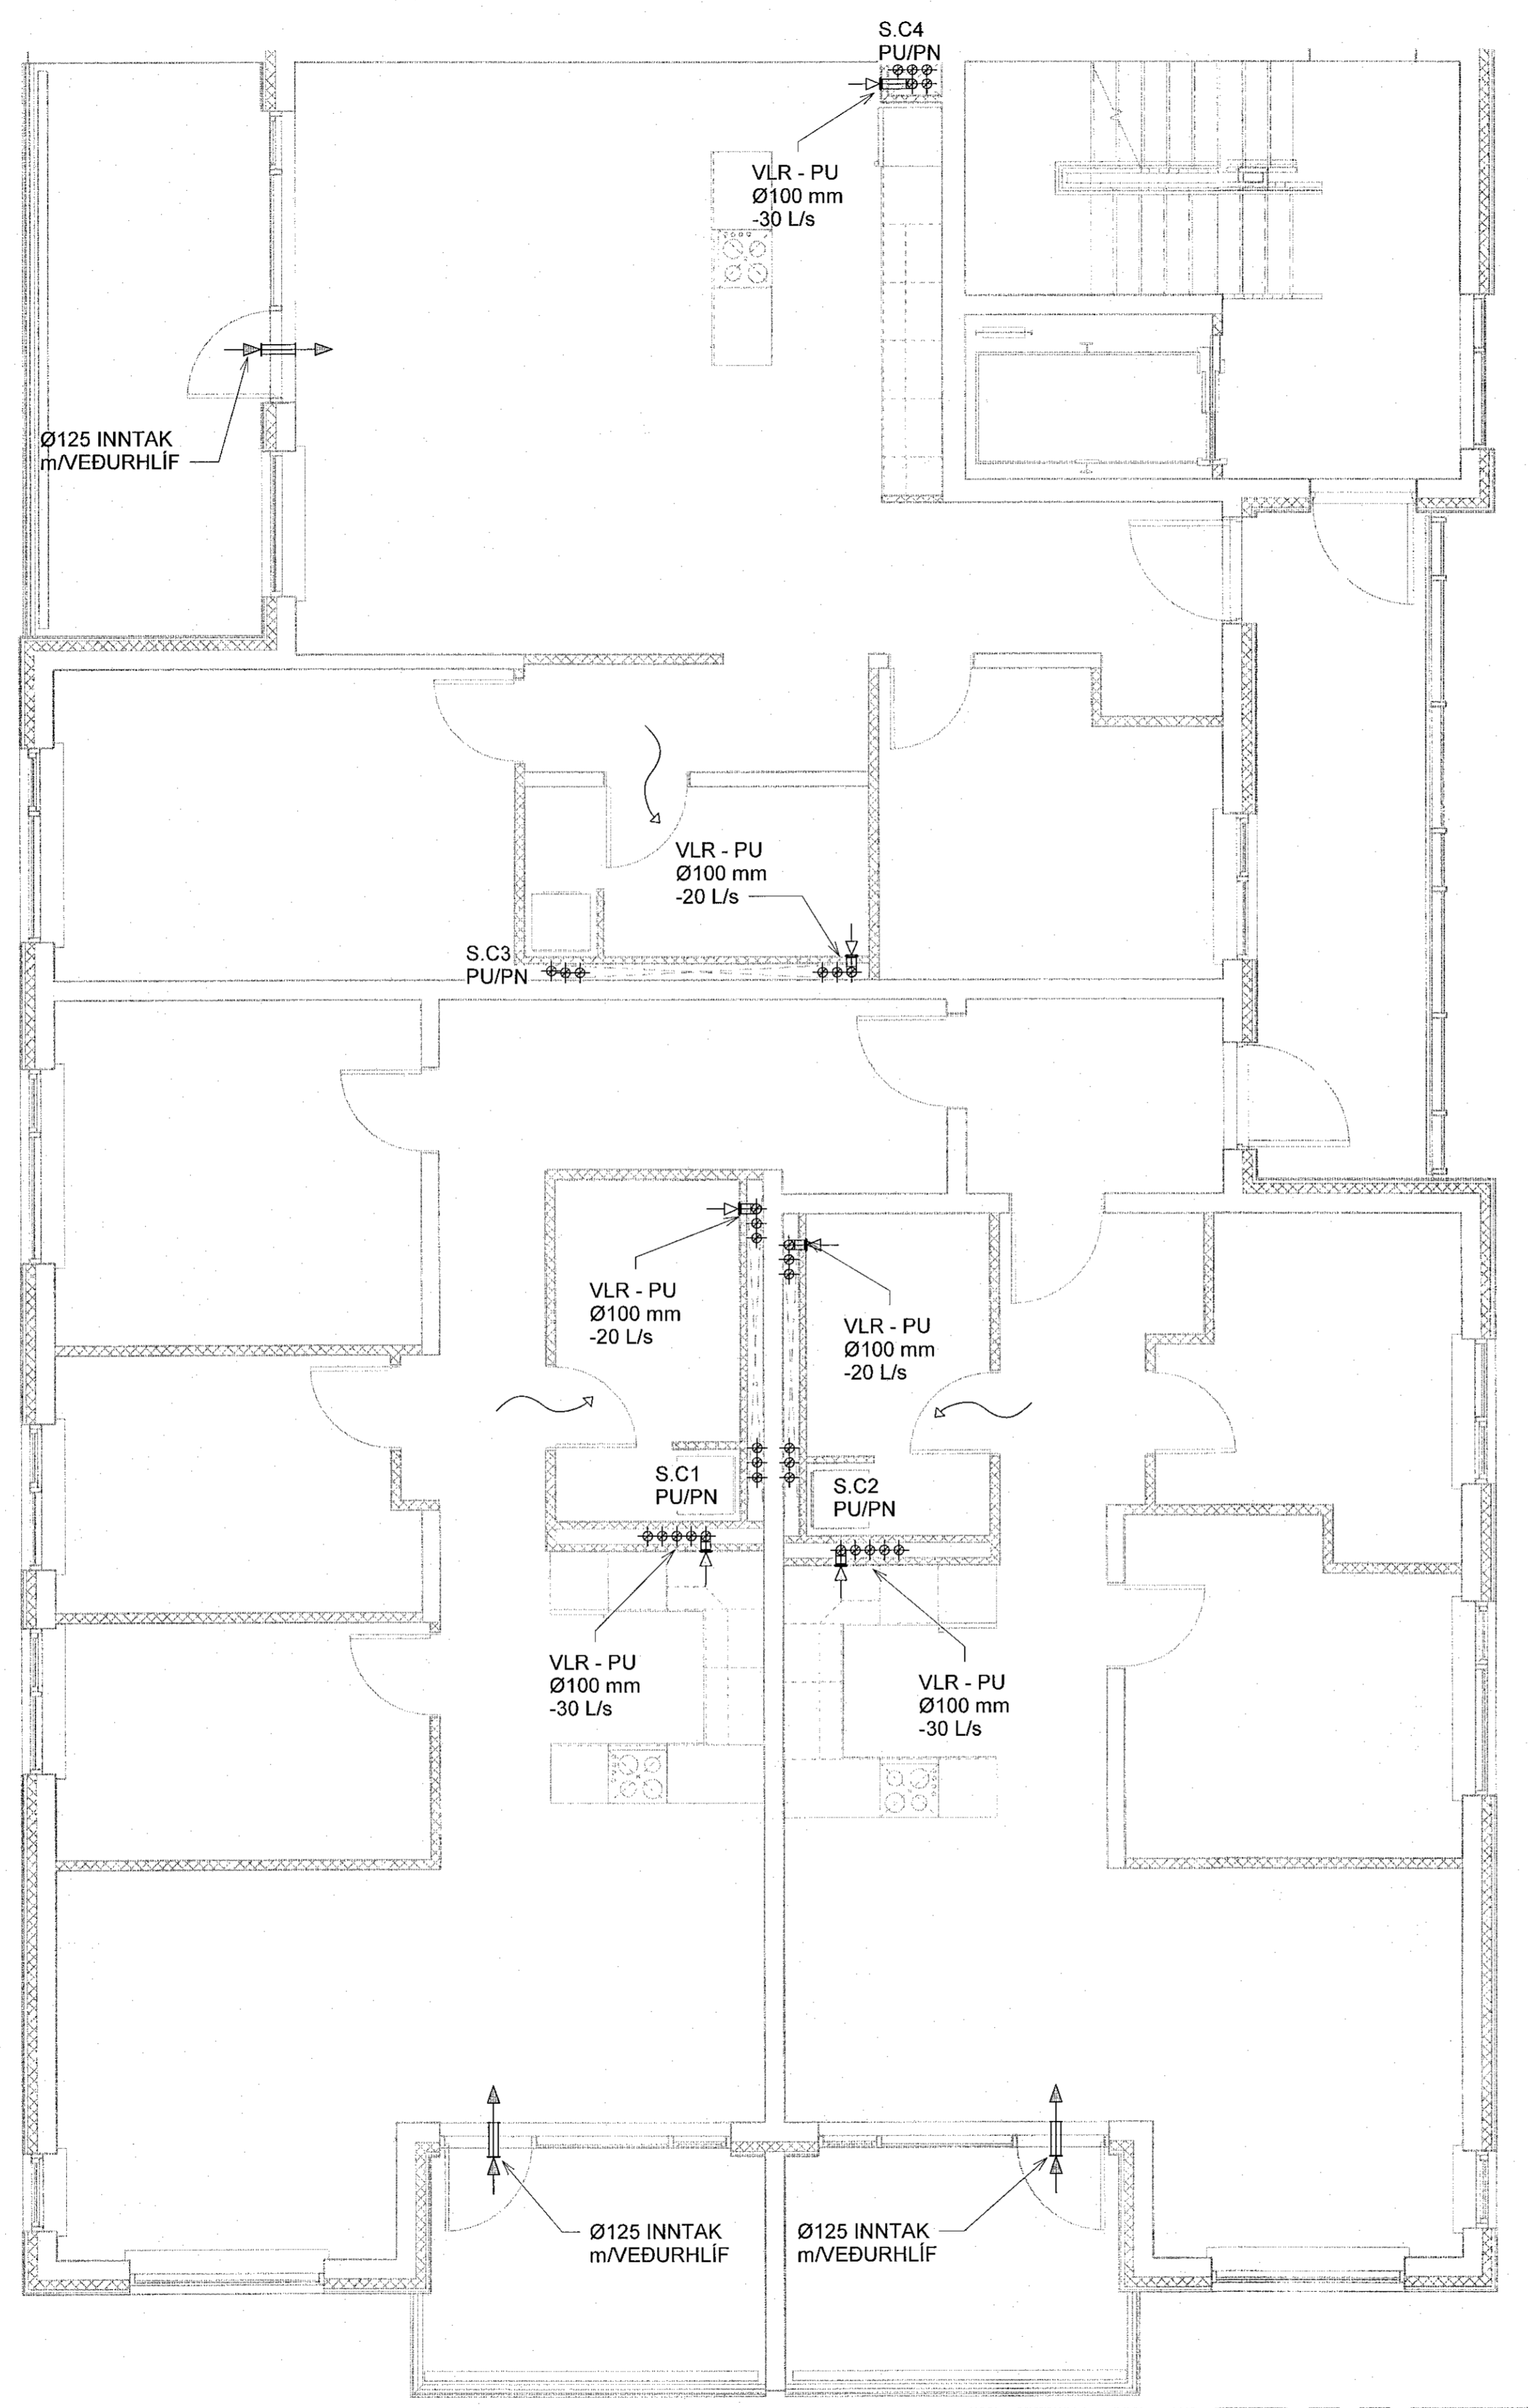 S.C4
PU/PN
VLR - PU
Ø100 mm
-30 L/s
Ø125 INNTAK
m/VEÐURHLÍF
VLR - PU
Ø100 mm
-20 L/s
S.C3
PU/PN
VLR - PU
Ø100 mm
-20 L/s
VLR - PU
Ø100 mm
-20 L/s
S.C1
PU/PN
S.C2
PU/PN
VLR - PU
Ø100 mm
-30 L/s
VLR - PU
Ø100 mm
-30 L/s
Ø125 INNTAK
m/VEÐURHLÍF
Ø125 INNTAK
m/VEÐURHLÍF